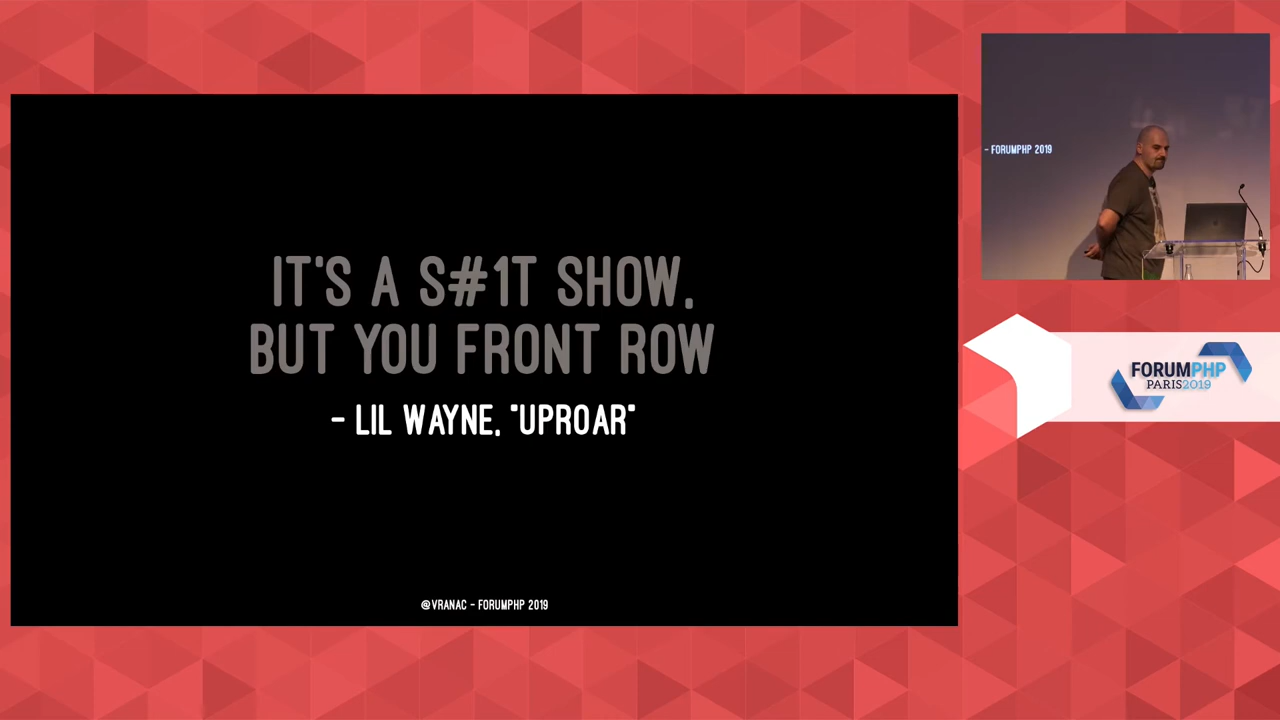 IT'S A S#1T SHOW,
BUT YOU FRONT ROW
- LIL WAYNE, "UPROAR"
@VRANAC - FORUMPHP 2019
- FORUMPHP 2019
FORUMPHP
PARIS2019